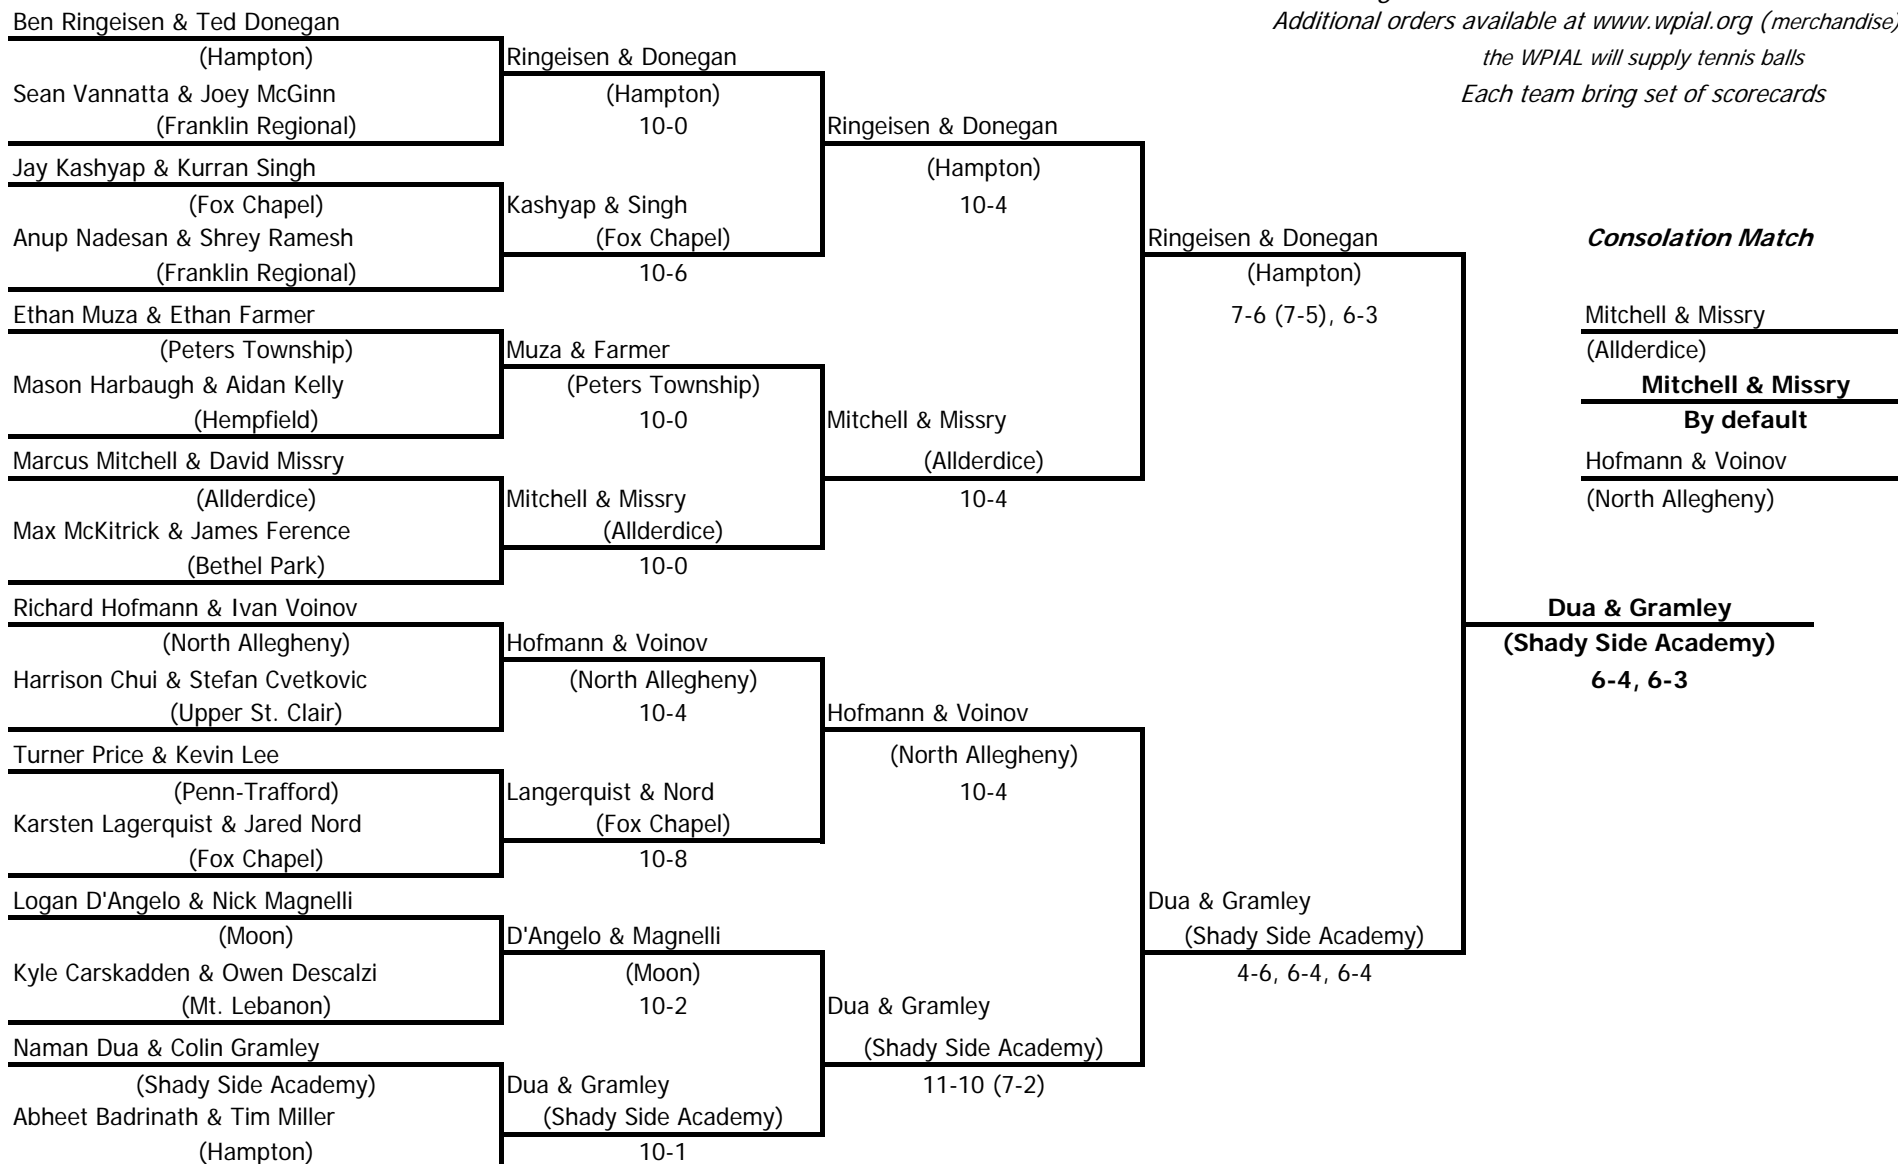 Additional orders available at www.wpial.org (merchandise)
the WPIAL will supply tennis balls
Each team bring set of scorecards
Ben Ringeisen & Ted Donegan
(Hampton)
Sean Vannatta & Joey McGinn
(Franklin Regional)
Jay Kashyap & Kurran Singh
(Fox Chapel)
Anup Nadesan & Shrey Ramesh
(Franklin Regional)
Ethan Muza & Ethan Farmer
(Peters Township)
Mason Harbaugh & Aidan Kelly
(Hempfield)
Marcus Mitchell & David Missry
(Allderdice)
Max McKitrick & James Ference
(Bethel Park)
Richard Hofmann & Ivan Voinov
(North Allegheny)
Harrison Chui & Stefan Cvetkovic
(Upper St. Clair)
Turner Price & Kevin Lee
(Penn-Trafford)
Karsten Lagerquist & Jared Nord
(Fox Chapel)
Logan D'Angelo & Nick Magnelli
(Moon)
Kyle Carskadden & Owen Descalzi
(Mt. Lebanon)
Naman Dua & Colin Gramley
(Shady Side Academy)
Abheet Badrinath & Tim Miller
(Hampton)
Ringeisen & Donegan
(Hampton)
10-0
Kashyap & Singh
(Fox Chapel)
10-6
Muza & Farmer
(Peters Township)
10-0
Mitchell & Missry
(Allderdice)
10-0
Hofmann & Voinov
(North Allegheny)
10-4
Langerquist & Nord
(Fox Chapel)
10-8
D'Angelo & Magnelli
(Moon)
10-2
Dua & Gramley
(Shady Side Academy)
10-1
Ringeisen & Donegan
(Hampton)
10-4
Mitchell & Missry
(Allderdice)
10-4
Hofmann & Voinov
(North Allegheny)
10-4
Dua & Gramley
(Shady Side Academy)
11-10 (7-2)
Ringeisen & Donegan
(Hampton)
7-6 (7-5), 6-3
Dua & Gramley
(Shady Side Academy)
4-6, 6-4, 6-4
Consolation Match
Mitchell & Missry
(Allderdice)
Mitchell & Missry
By default
Hofmann & Voinov
(North Allegheny)
Dua & Gramley
(Shady Side Academy)
6-4, 6-3